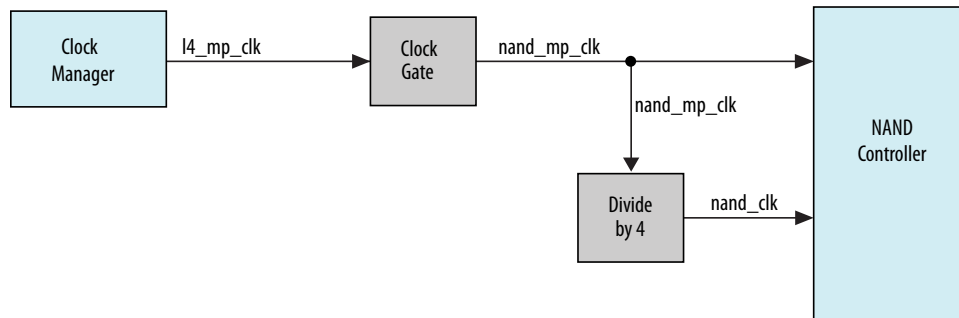 Clock
Manager
l4_mp_clk
Clock
Gate
nand_mp_clk
nand_mp_clk
NAND
Controller
Divide
by 4
nand_clk